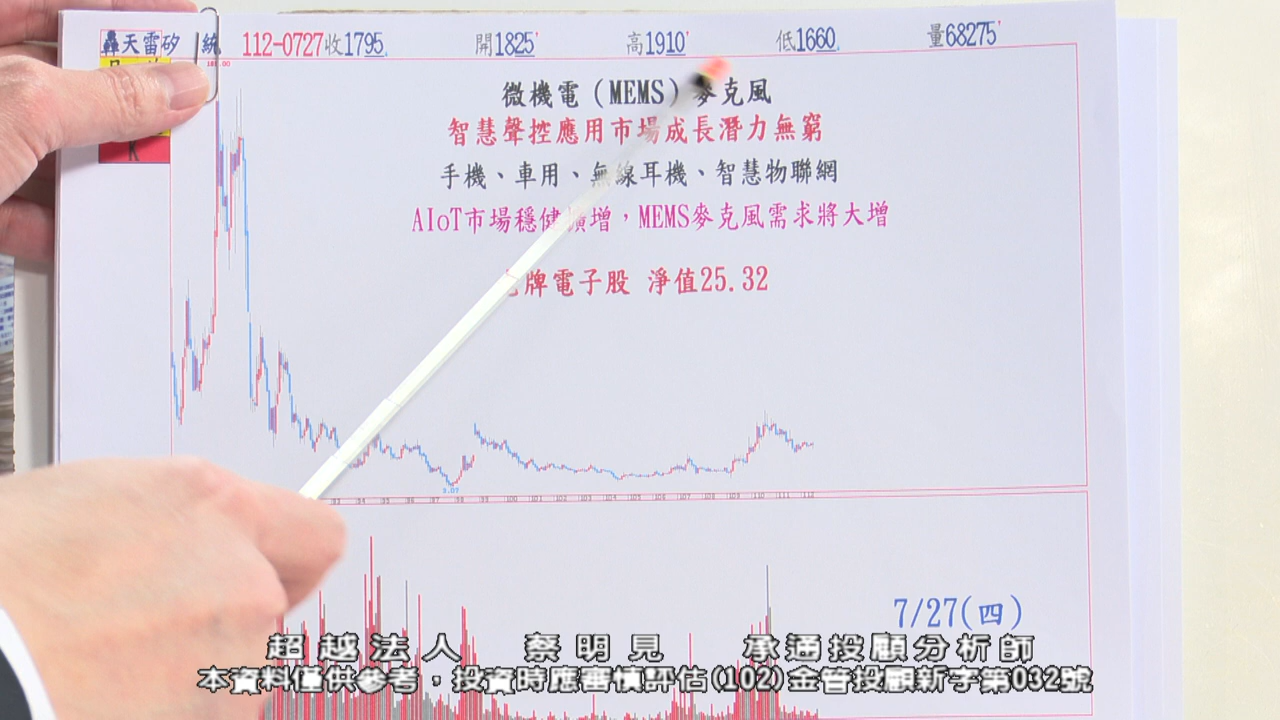 轟天雷矽 統 112-0727收1795. 開1825' 高1910' 低1660. 量68275'
K
微機電(MEMS)麥克風
智慧聲控應用市場成長潛力無窮
手機、車用、無線耳機、智慧物聯網
AIoT市場穩健擴增,MEMS麥克風需求將大增
牌電子股 淨值25.32
7/27(四)
超越法人 蔡明見 承通投顧分析師
本資料僅供參考,投資時應審慎評估(102)金管投顧新字第032號